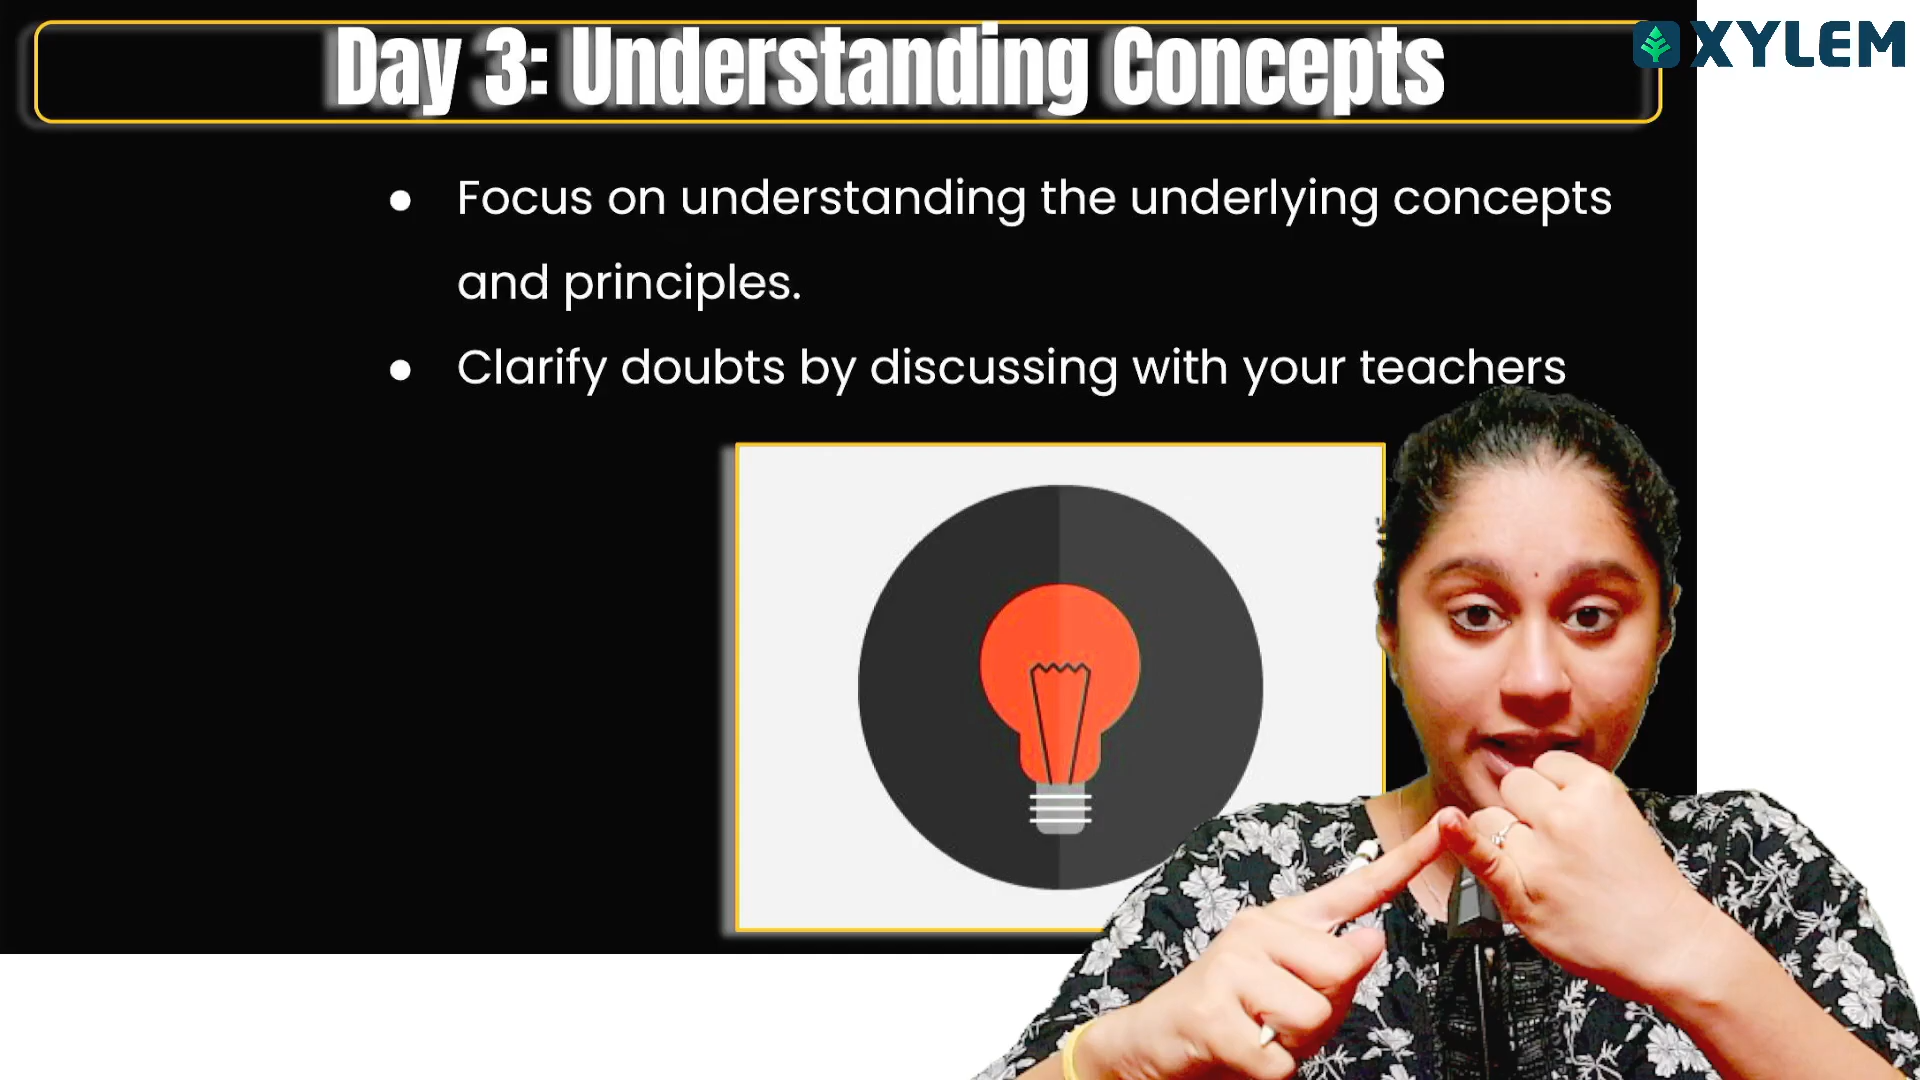 Day 3: Understanding Concepts
XYLEM
● Focus on understanding the underlying concepts
and principles.
● Clarify doubts by discussing with your teachers